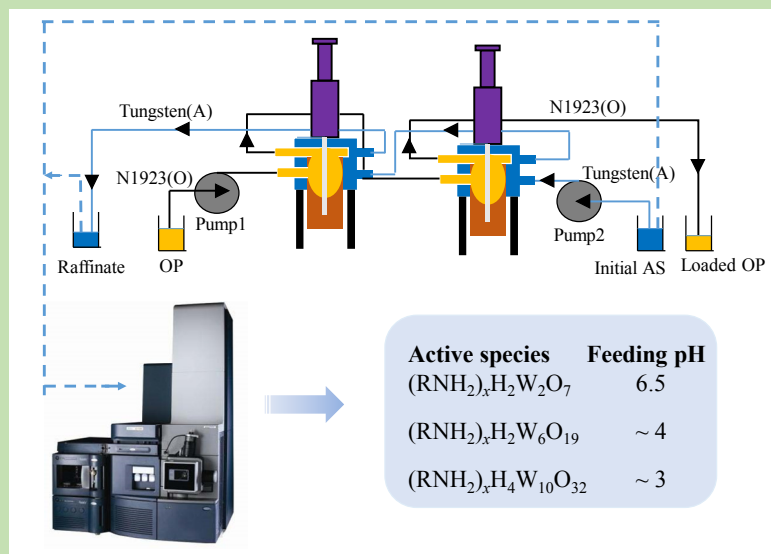 N1923(O)
Tungsten(A)
Tungsten(A)
N1923(O)
Pump1
Pump2
Raffinate
OP
Initial AS
Loaded OP
Active species Feeding pH
(RNH₂)ₓH₂W₂O₇ 6.5
(RNH₂)ₓH₂W₆O₁₉ ~ 4
(RNH₂)ₓH₄W₁₀O₃₂ ~ 3